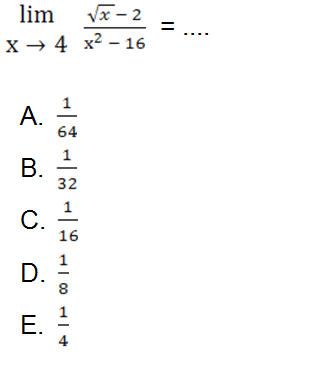 lim x → 4 (√x – 2)/(x² – 16) = ....
A. 1/64
B. 1/32
C. 1/16
D. 1/8
E. 1/4